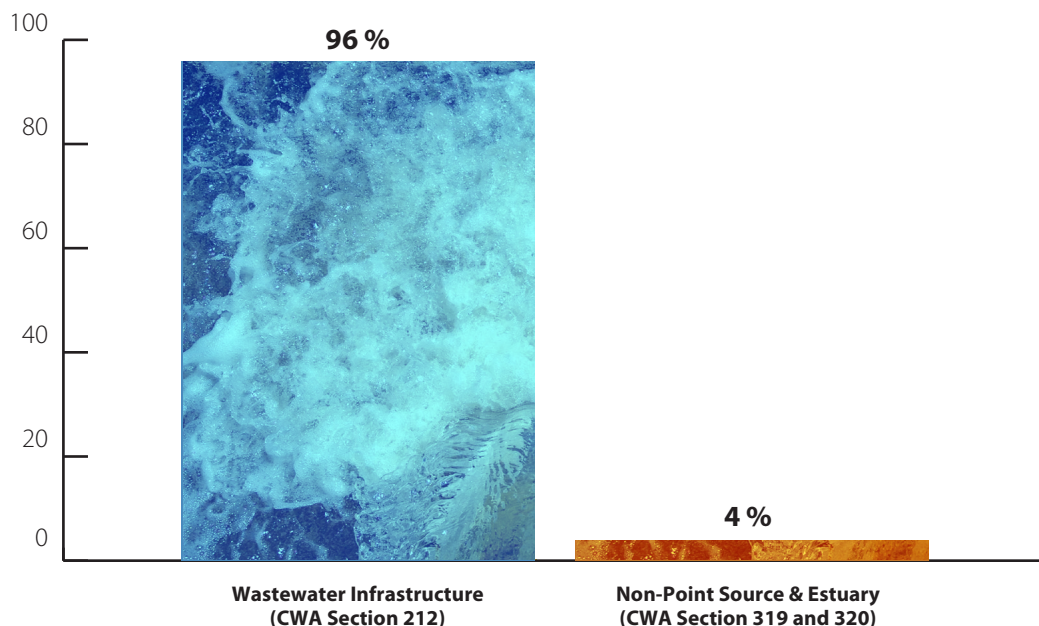 100
96 %
80
60
40
20
4 %
0
Wastewater Infrastructure
(CWA Section 212)
Non-Point Source & Estuary
(CWA Section 319 and 320)